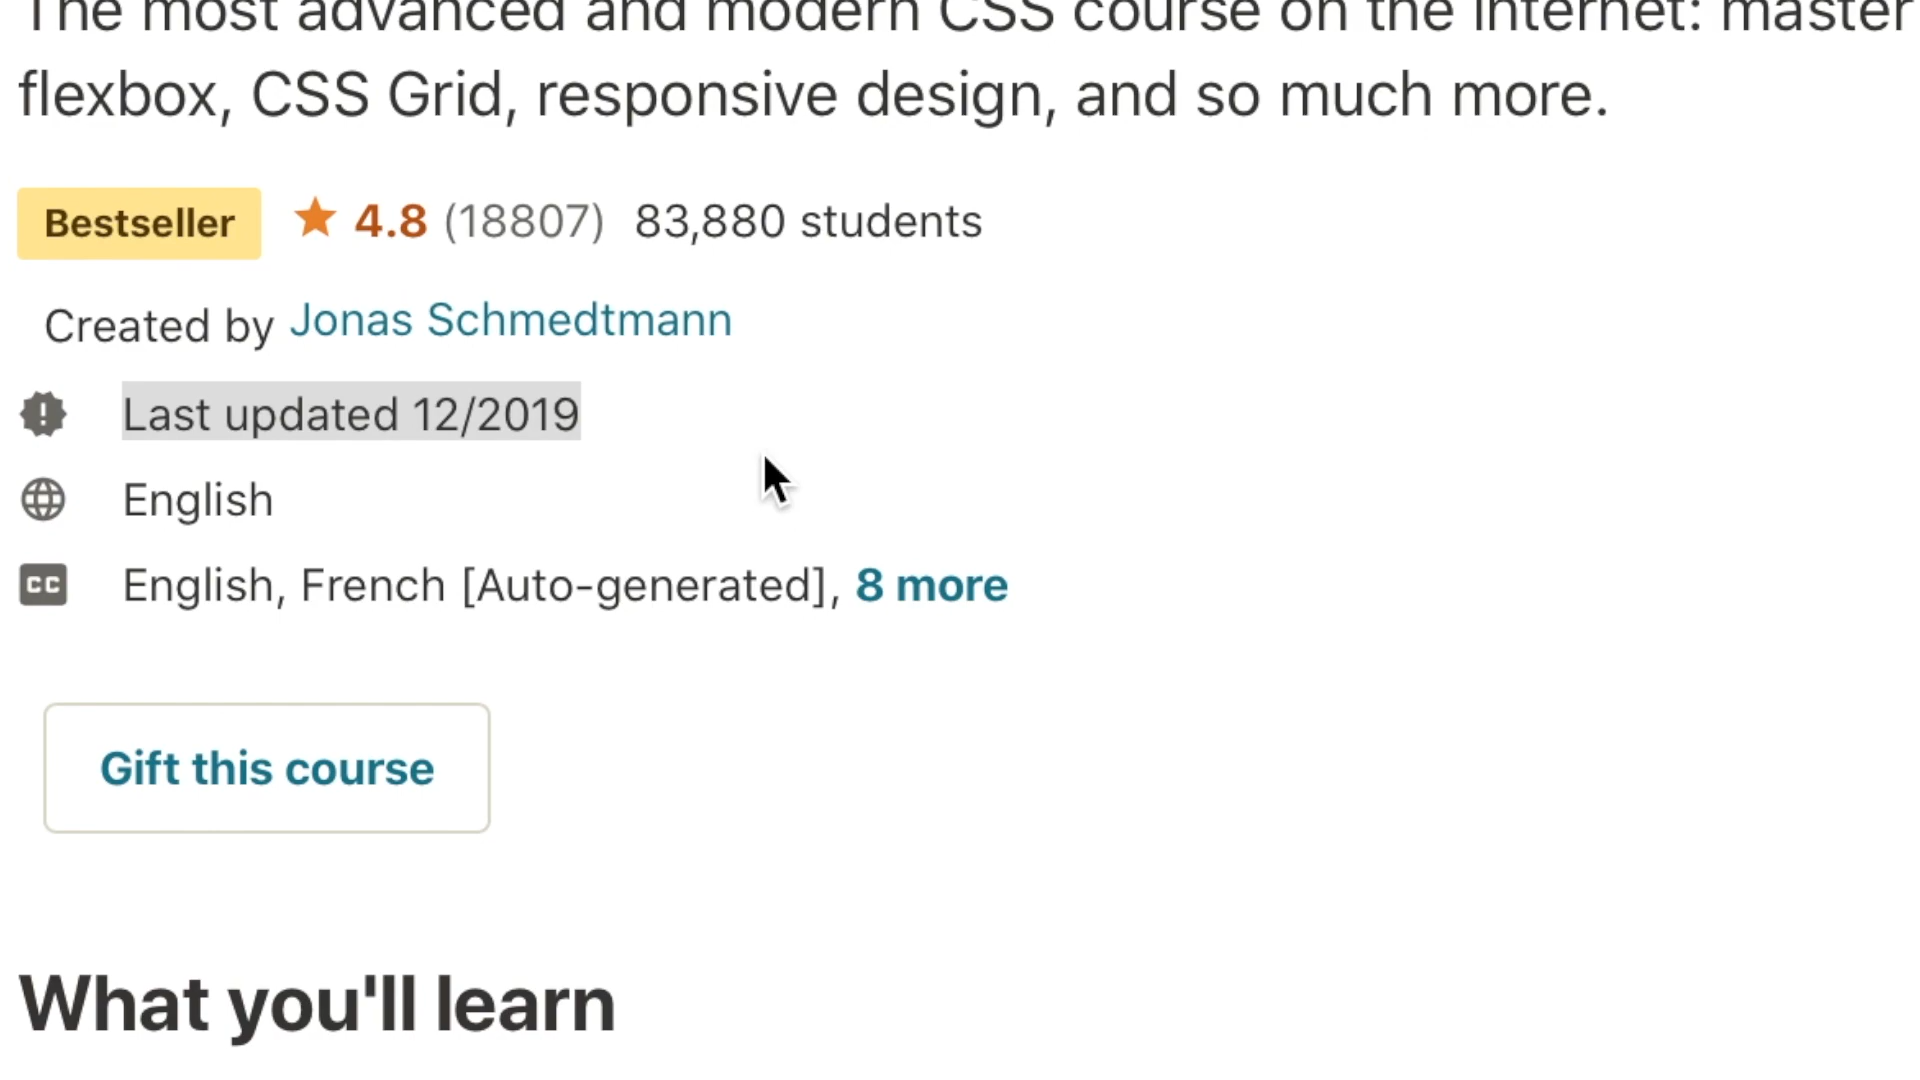 The most advanced and modern CSS course on the internet: master
flexbox, CSS Grid, responsive design, and so much more.
Bestseller 4.8 (18807) 83,880 students
Created by Jonas Schmedtmann
Last updated 12/2019
English
CC English, French [Auto-generated], 8 more
Gift this course
What you'll learn